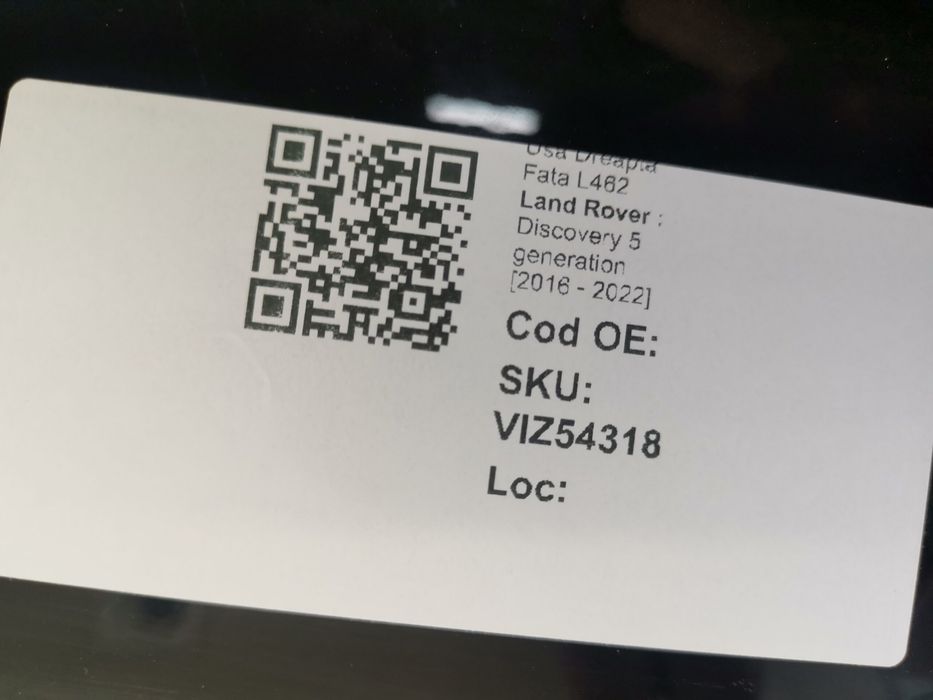 Usa Dreapta
Fata L462
Land Rover :
Discovery 5
generation
[2016 - 2022]
Cod OE:
SKU:
VIZ54318
Loc: